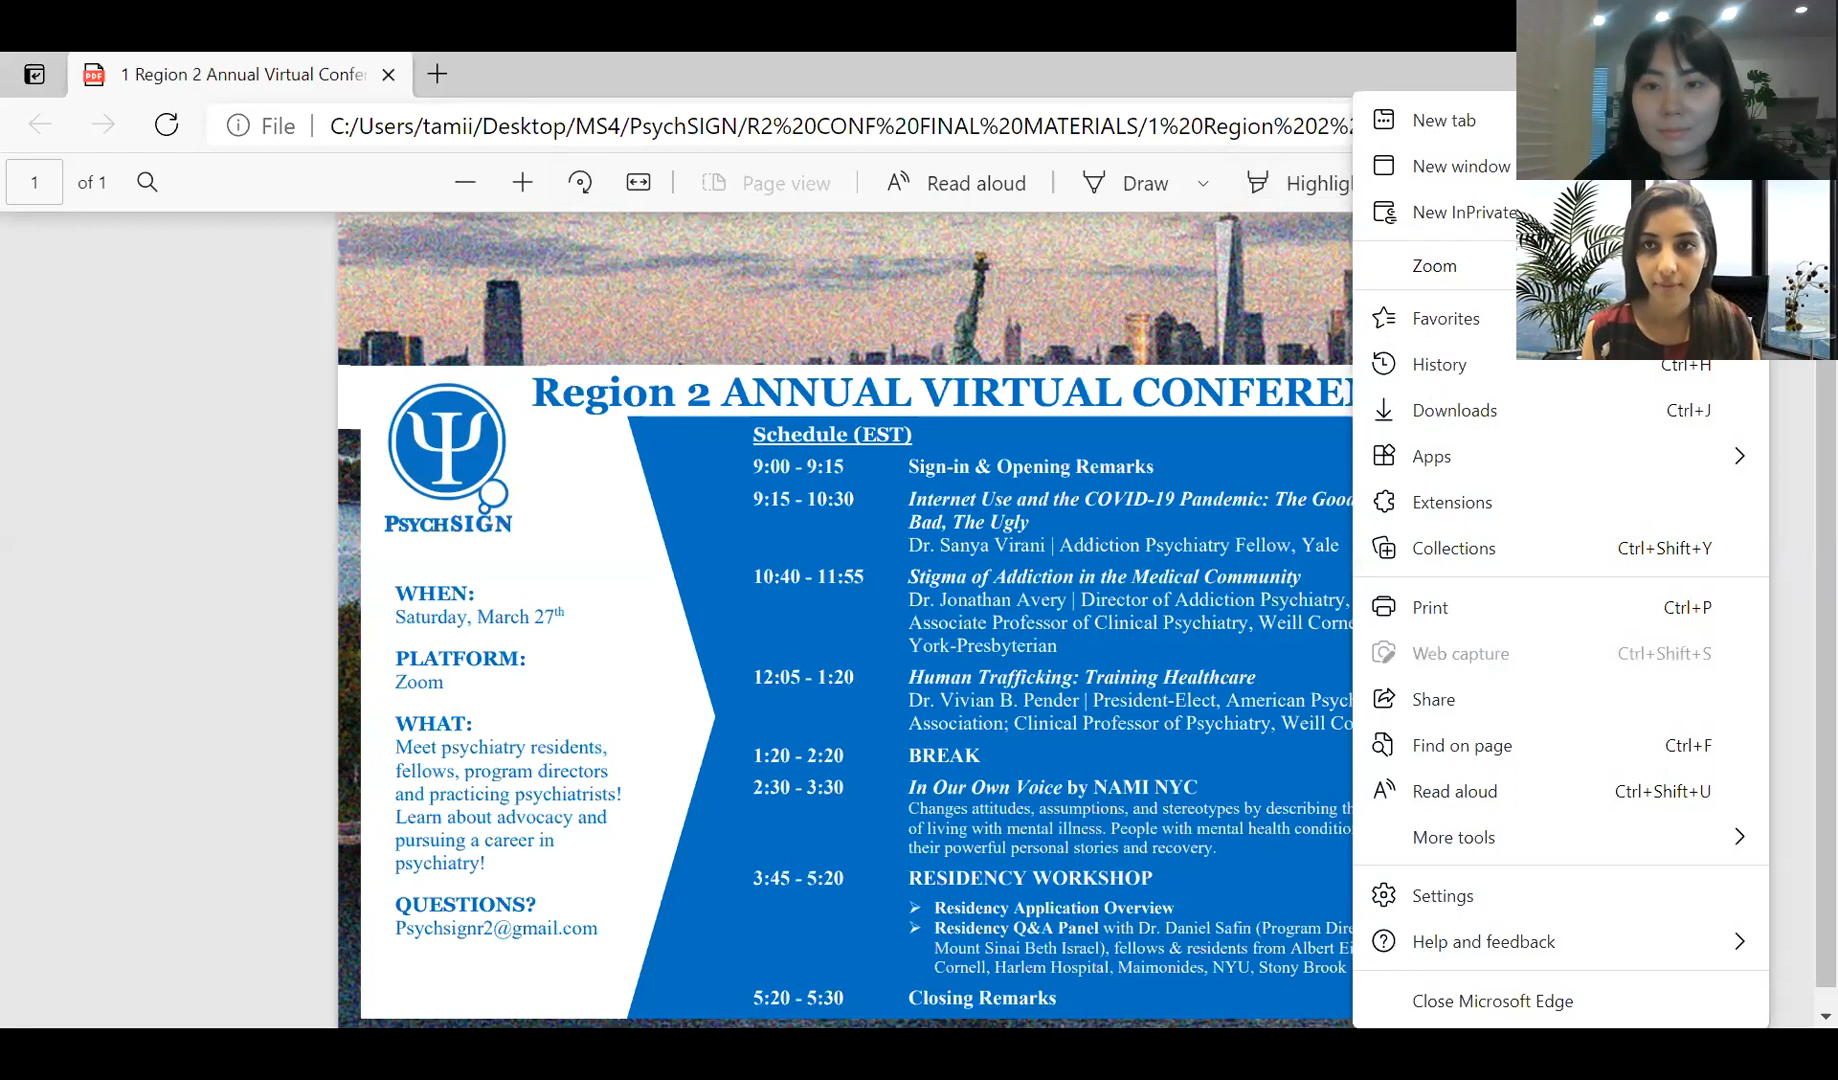 1 Region 2 Annual Virtual Confe
File
C:/Users/tamii/Desktop/MS4/PsychSIGN/R2%20CONF%20FINAL%20MATERIALS/1%20Region%202%2
1
of 1
Page view
Read aloud
Draw
Highlig
Region 2 ANNUAL VIRTUAL CONFERE
PSYCHSIGN
WHEN:
Saturday, March 27th
PLATFORM:
Zoom
WHAT:
Meet psychiatry residents,
fellows, program directors
and practicing psychiatrists!
Learn about advocacy and
pursuing a career in
psychiatry!
QUESTIONS?
Psychsignr2@gmail.com
Schedule (EST)
9:00 - 9:15 Sign-in & Opening Remarks
9:15 - 10:30 Internet Use and the COVID-19 Pandemic: The Good
Bad, The Ugly
Dr. Sanya Virani | Addiction Psychiatry Fellow, Yale
10:40 - 11:55 Stigma of Addiction in the Medical Community
Dr. Jonathan Avery | Director of Addiction Psychiatry,
Associate Professor of Clinical Psychiatry, Weill Corne
York-Presbyterian
12:05 - 1:20 Human Trafficking: Training Healthcare
Dr. Vivian B. Pender | President-Elect, American Psych
Association; Clinical Professor of Psychiatry, Weill Co
1:20 - 2:20 BREAK
2:30 - 3:30 In Our Own Voice by NAMI NYC
Changes attitudes, assumptions, and stereotypes by describing th
of living with mental illness. People with mental health conditio
their powerful personal stories and recovery.
3:45 - 5:20 RESIDENCY WORKSHOP
Residency Application Overview
Residency Q&A Panel with Dr. Daniel Safin (Program Dire
Mount Sinai Beth Israel), fellows & residents from Albert Ei
Cornell, Harlem Hospital, Maimonides, NYU, Stony Brook
5:20 - 5:30 Closing Remarks
New tab
New window
New InPrivate
Zoom
Favorites
History Ctrl+H
Downloads Ctrl+J
Apps
Extensions
Collections Ctrl+Shift+Y
Print Ctrl+P
Web capture Ctrl+Shift+S
Share
Find on page Ctrl+F
Read aloud Ctrl+Shift+U
More tools
Settings
Help and feedback
Close Microsoft Edge